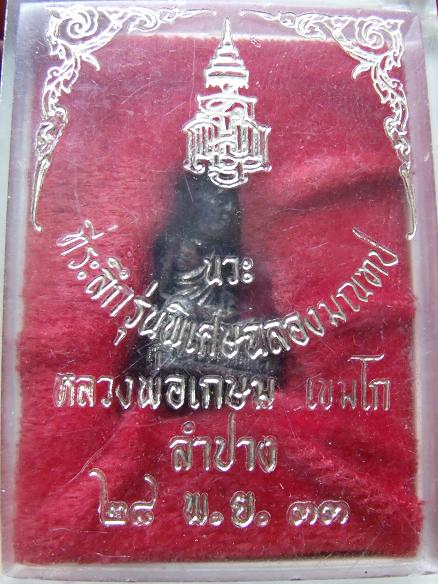 นวะ
ที่ระลึกรุ่นพิเศษฉลองมณฑป
หลวงพ่อเกษม เขมโก
ลำปาง
๒๘ พ.ย. ๓๓